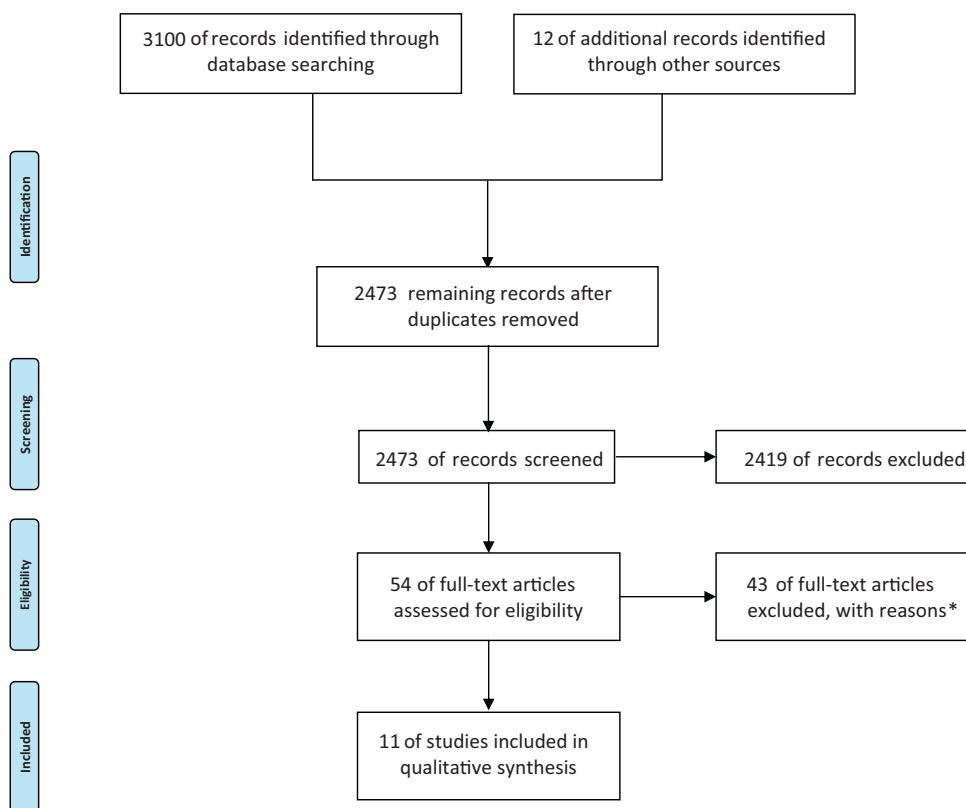 3100 of records identified through
database searching
12 of additional records identified
through other sources
Identification
2473 remaining records after
duplicates removed
Screening
2473 of records screened
2419 of records excluded
Eligibility
54 of full-text articles
assessed for eligibility
43 of full-text articles
excluded, with reasons*
Included
11 of studies included in
qualitative synthesis